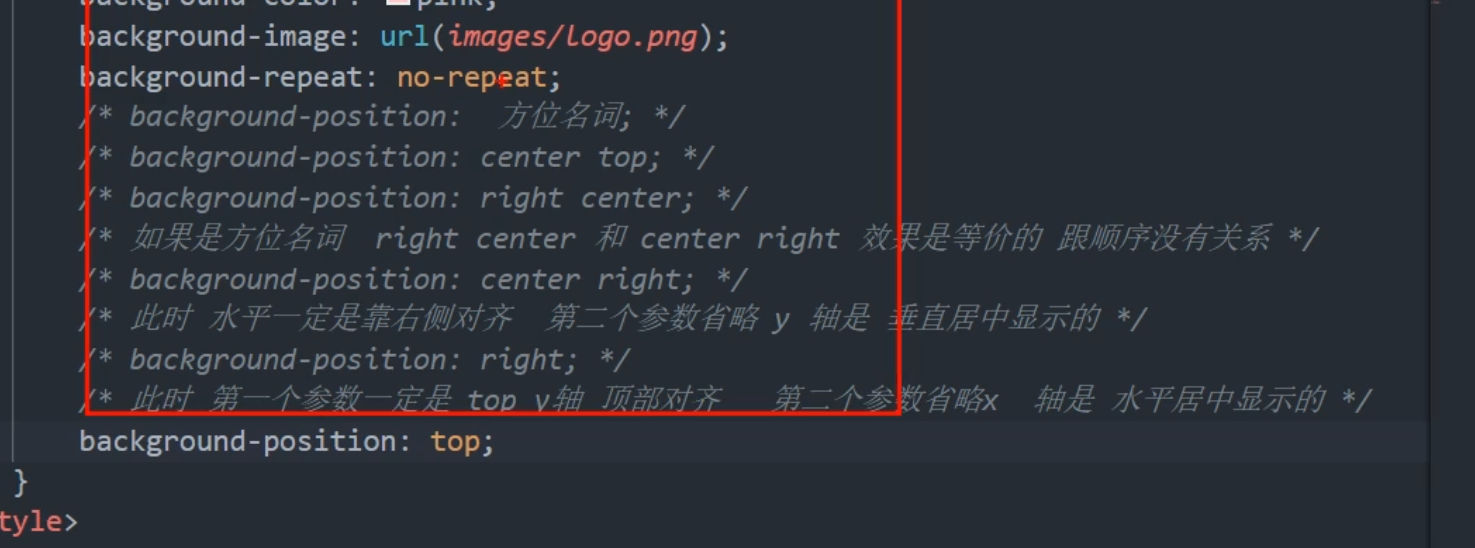 background-color: pink;
background-image: url(images/logo.png);
background-repeat: no-repeat;
/* background-position:  方位名词; */
/* background-position: center top; */
/* background-position: right center; */
/* 如果是方位名词  right center 和 center right 效果是等价的 跟顺序没有关系 */
/* background-position: center right; */
/* 此时 水平一定是靠右侧对齐  第二个参数省略 y 轴是 垂直居中显示的 */
/* background-position: right; */
/* 此时 第一个参数一定是 top y轴 顶部对齐   第二个参数省略x  轴是 水平居中显示的 */
background-position: top;
}
tyle>